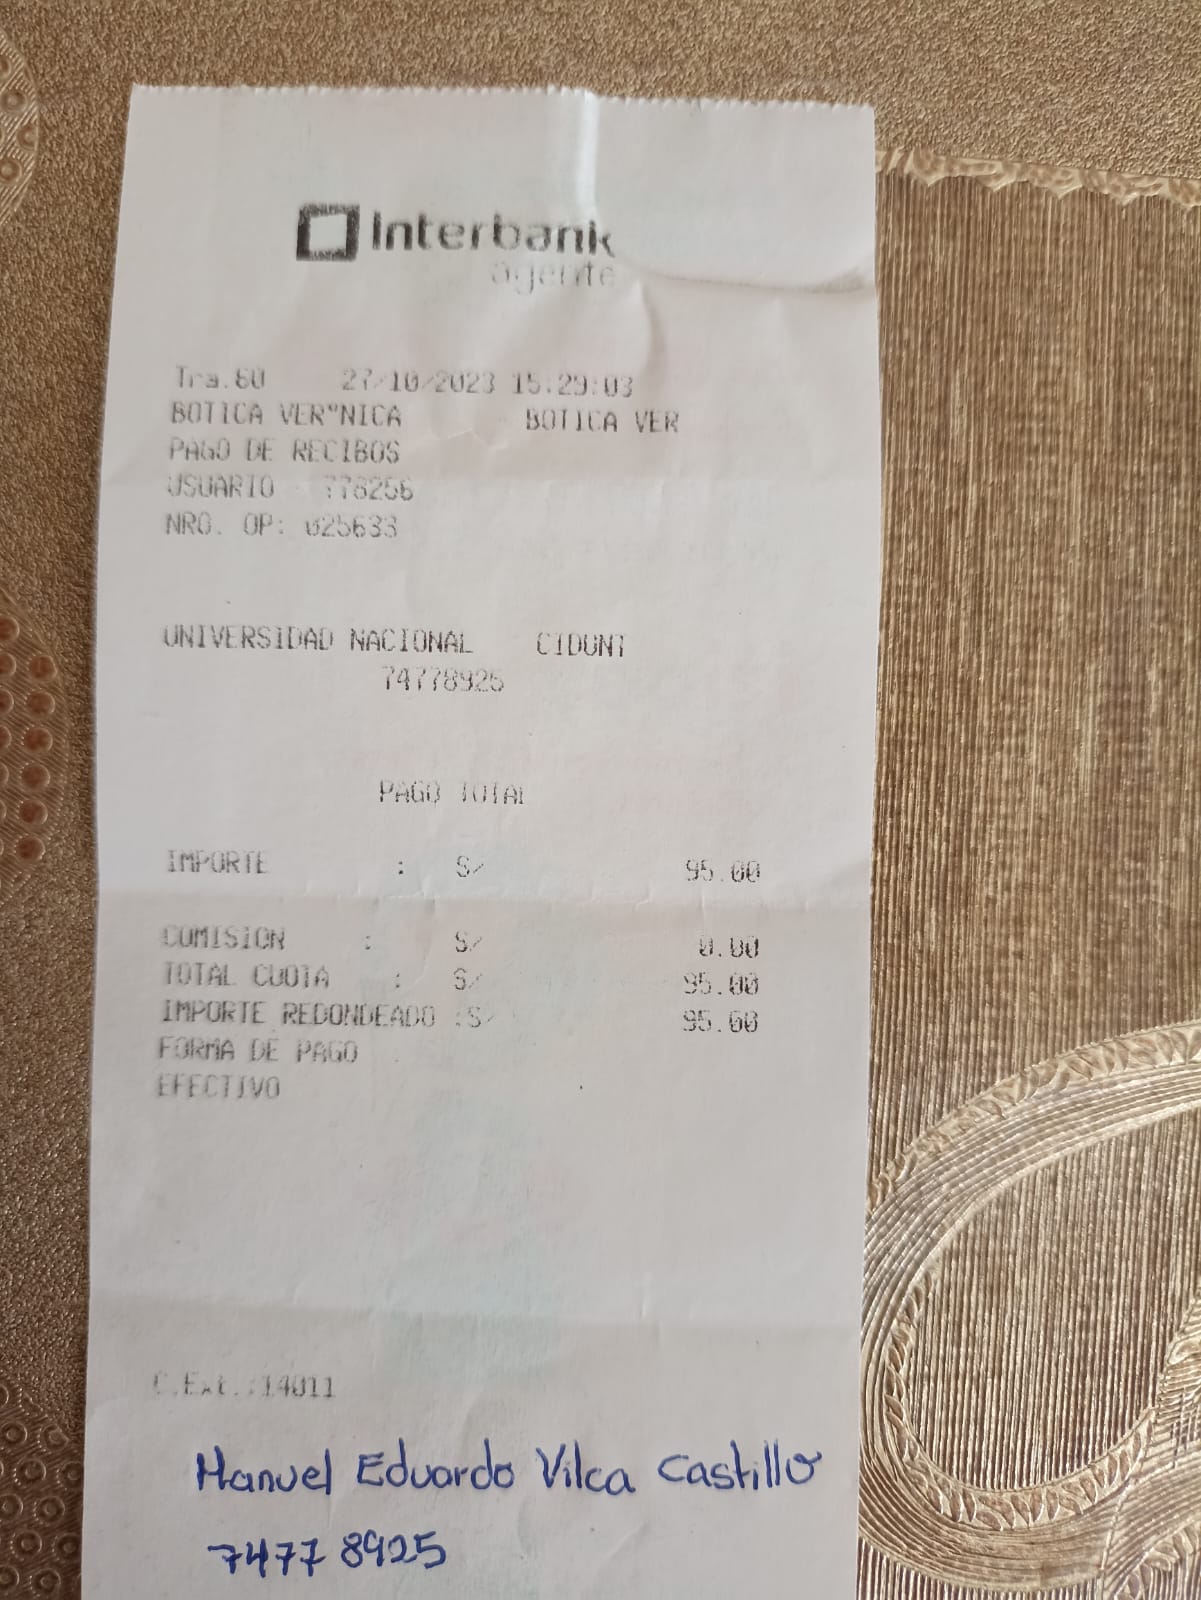 Interbank
agente
Tra.60 27/10/2023 15:29:03
BOTICA VER"NICA BOTICA VER
PAGO DE RECIBOS
USUARIO 778256
NRO. OP: 025633
UNIVERSIDAD NACIONAL CIDUNT
74778925
PAGO TOTAL
IMPORTE : S/ 95.00
COMISION : S/ 0.00
TOTAL CUOTA : S/ 95.00
IMPORTE REDONDEADO :S/ 95.00
FORMA DE PAGO
EFECTIVO
C.Ext.:14011
Manuel Eduardo Vilca Castillo
7477 8925